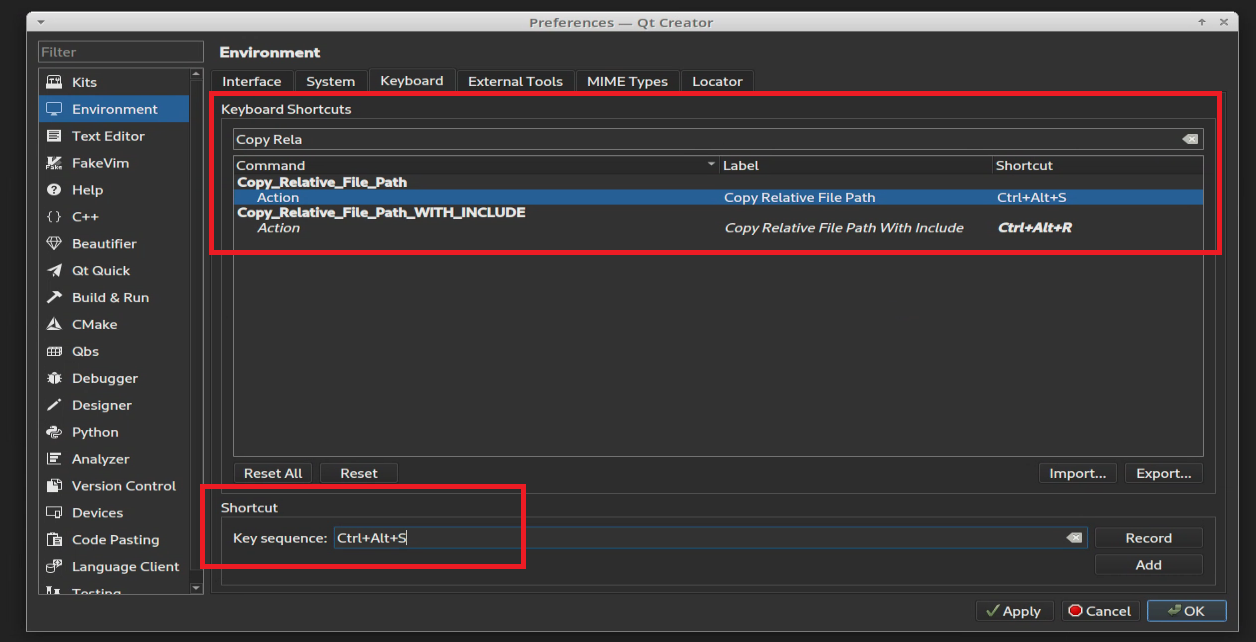 Preferences — Qt Creator
Filter
Kits
Environment
Text Editor
FakeVim
Help
C++
Beautifier
Qt Quick
Build & Run
CMake
Qbs
Debugger
Designer
Python
Analyzer
Version Control
Devices
Code Pasting
Language Client
Testing
Environment
Interface System Keyboard External Tools MIME Types Locator
Keyboard Shortcuts
Copy Rela
Command Label Shortcut
Copy_Relative_File_Path
Action Copy Relative File Path Ctrl+Alt+S
Copy_Relative_File_Path_WITH_INCLUDE
Action Copy Relative File Path With Include Ctrl+Alt+R
Reset All Reset Import... Export...
Shortcut
Key sequence: Ctrl+Alt+S Record
Add
Apply Cancel OK